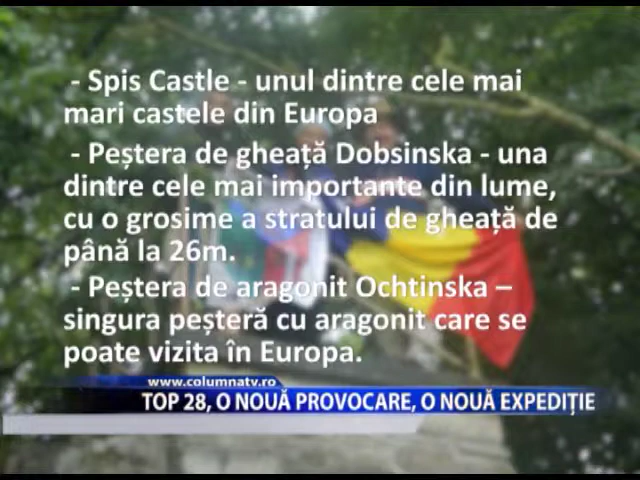 - Spis Castle - unul dintre cele mai
mari castele din Europa
- Peștera de gheață Dobsinska - una
dintre cele mai importante din lume,
cu o grosime a stratului de gheață de
până la 26m.
- Peștera de aragonit Ochtinska –
singura peșteră cu aragonit care se
poate vizita în Europa.
www.columnatv.ro
TOP 28, O NOUĂ PROVOCARE, O NOUĂ EXPEDIȚIE